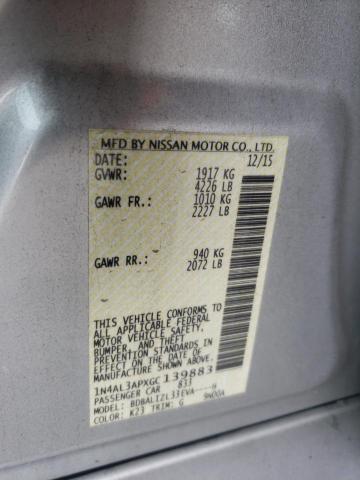 MFD BY NISSAN MOTOR CO., LTD.
DATE: 12/15
GVWR: 1917 KG
4226 LB
GAWR FR.: 1010 KG
2227 LB
GAWR RR.: 940 KG
2072 LB
THIS VEHICLE CONFORMS TO
ALL APPLICABLE FEDERAL
MOTOR VEHICLE SAFETY,
BUMPER, AND THEFT
PREVENTION STANDARDS IN
EFFECT ON THE DATE OF
MANUFACTURE SHOWN ABOVE.
1N4AL3APXGC139883
PASSENGER CAR 833
MODEL: BDBALIZL33EVA----H
COLOR: K23 TRIM: G 9N00A